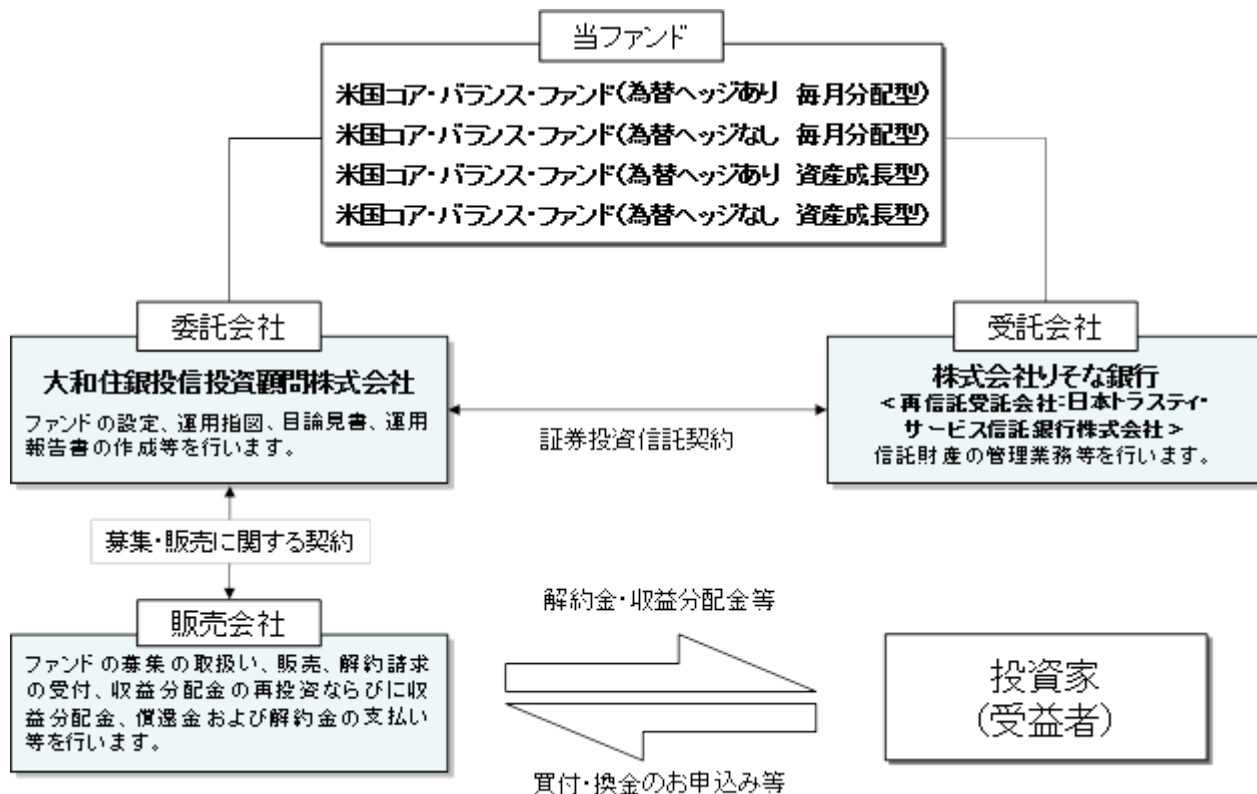 当ファンド
米国コア・バランス・ファンド(為替ヘッジあり 毎月分配型)
米国コア・バランス・ファンド(為替ヘッジなし 毎月分配型)
米国コア・バランス・ファンド(為替ヘッジあり 資産成長型)
米国コア・バランス・ファンド(為替ヘッジなし 資産成長型)
委託会社
大和住銀投信投資顧問株式会社
ファンドの設定、運用指図、目論見書、運用
報告書の作成等を行います。
証券投資信託契約
受託会社
株式会社りそな銀行
<再信託受託会社:日本トラスティ・
サービス信託銀行株式会社>
信託財産の管理業務等を行います。
募集・販売に関する契約
販売会社
ファンドの募集の取扱い、販売、解約請求
の受付、収益分配金の再投資ならびに収
益分配金、償還金および解約金の支払い
等を行います。
解約金・収益分配金等
買付・換金のお申込み等
投資家
(受益者)